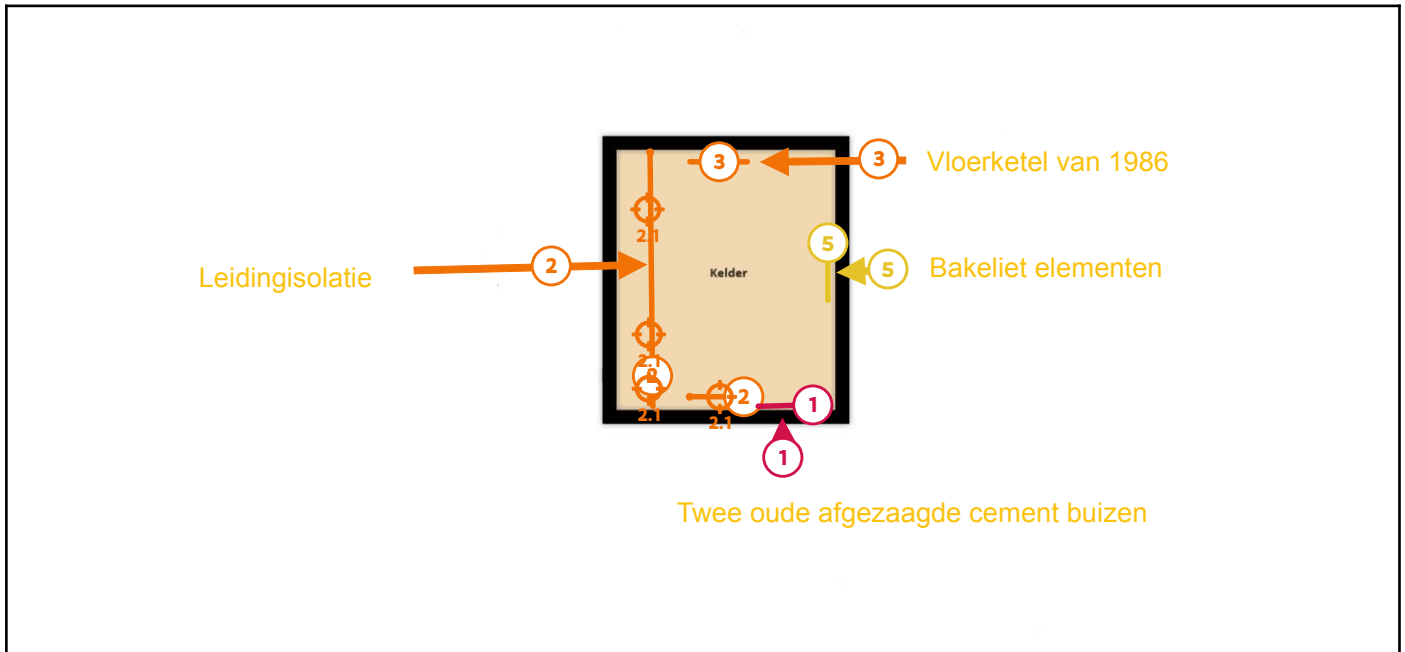 3
3
Vloerketel van 1986
2.1
5
Leidingisolatie
2
Kelder
5
Bakeliet elementen
2.1
2
2.1
2
2.1
1
1
Twee oude afgezaagde cement buizen